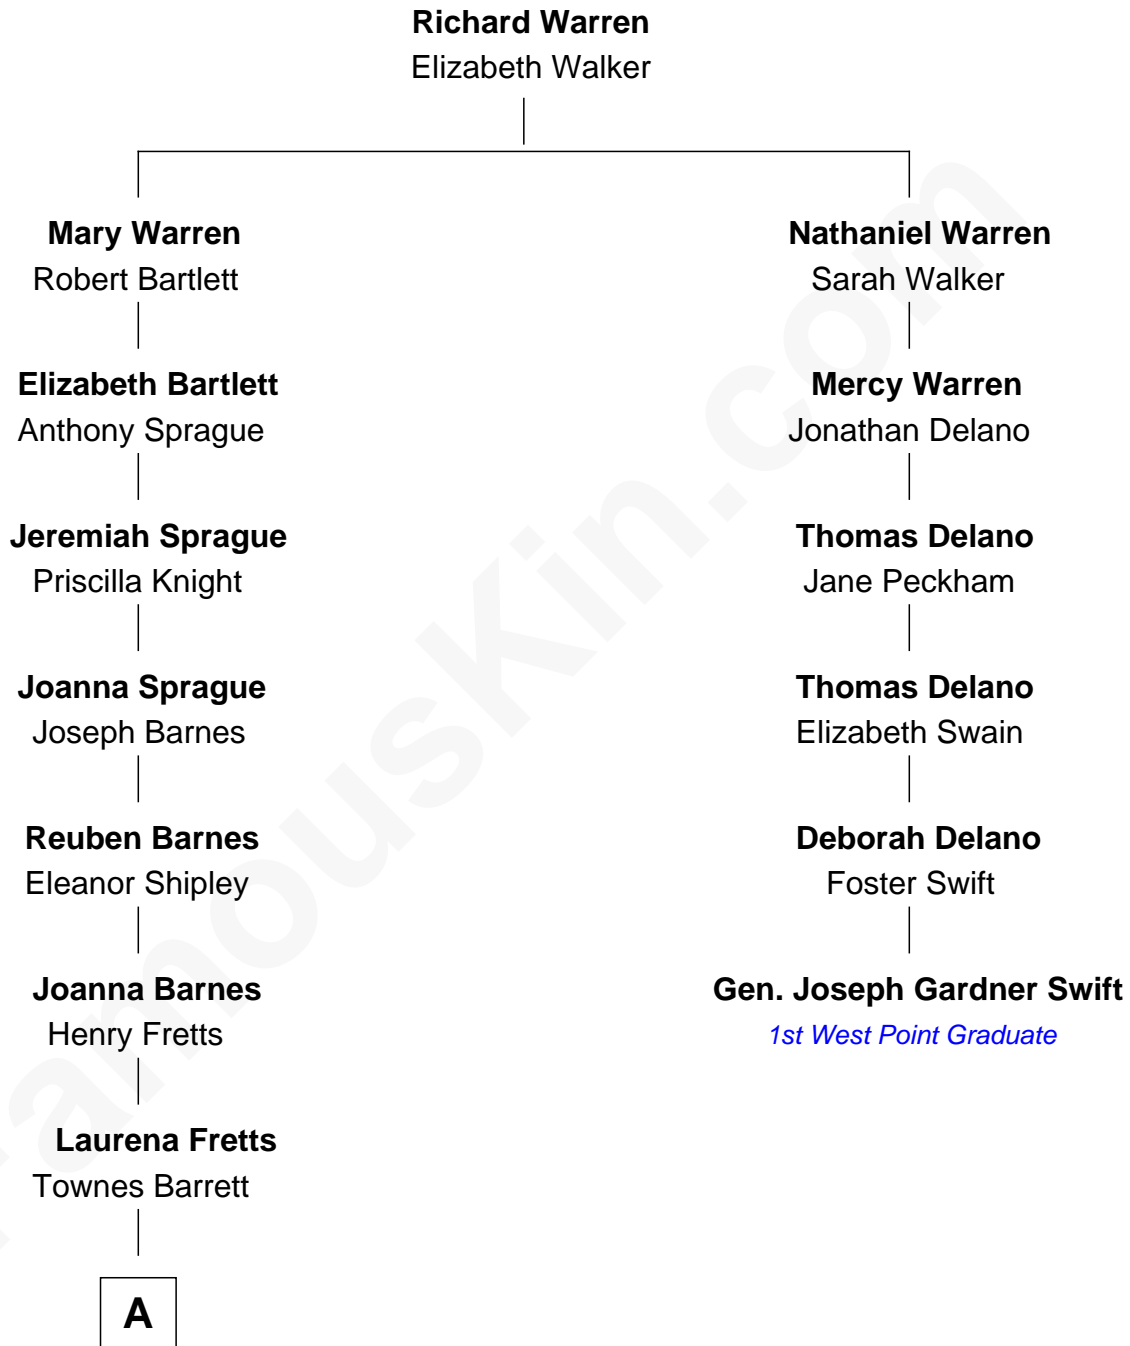 Richard Warren
Elizabeth Walker
Mary Warren
Robert Bartlett
Elizabeth Bartlett
Anthony Sprague
Jeremiah Sprague
Priscilla Knight
Joanna Sprague
Joseph Barnes
Reuben Barnes
Eleanor Shipley
Joanna Barnes
Henry Fretts
Laurena Fretts
Townes Barrett
A
Nathaniel Warren
Sarah Walker
Mercy Warren
Jonathan Delano
Thomas Delano
Jane Peckham
Thomas Delano
Elizabeth Swain
Deborah Delano
Foster Swift
Gen. Joseph Gardner Swift
1st West Point Graduate
FamousKin.com